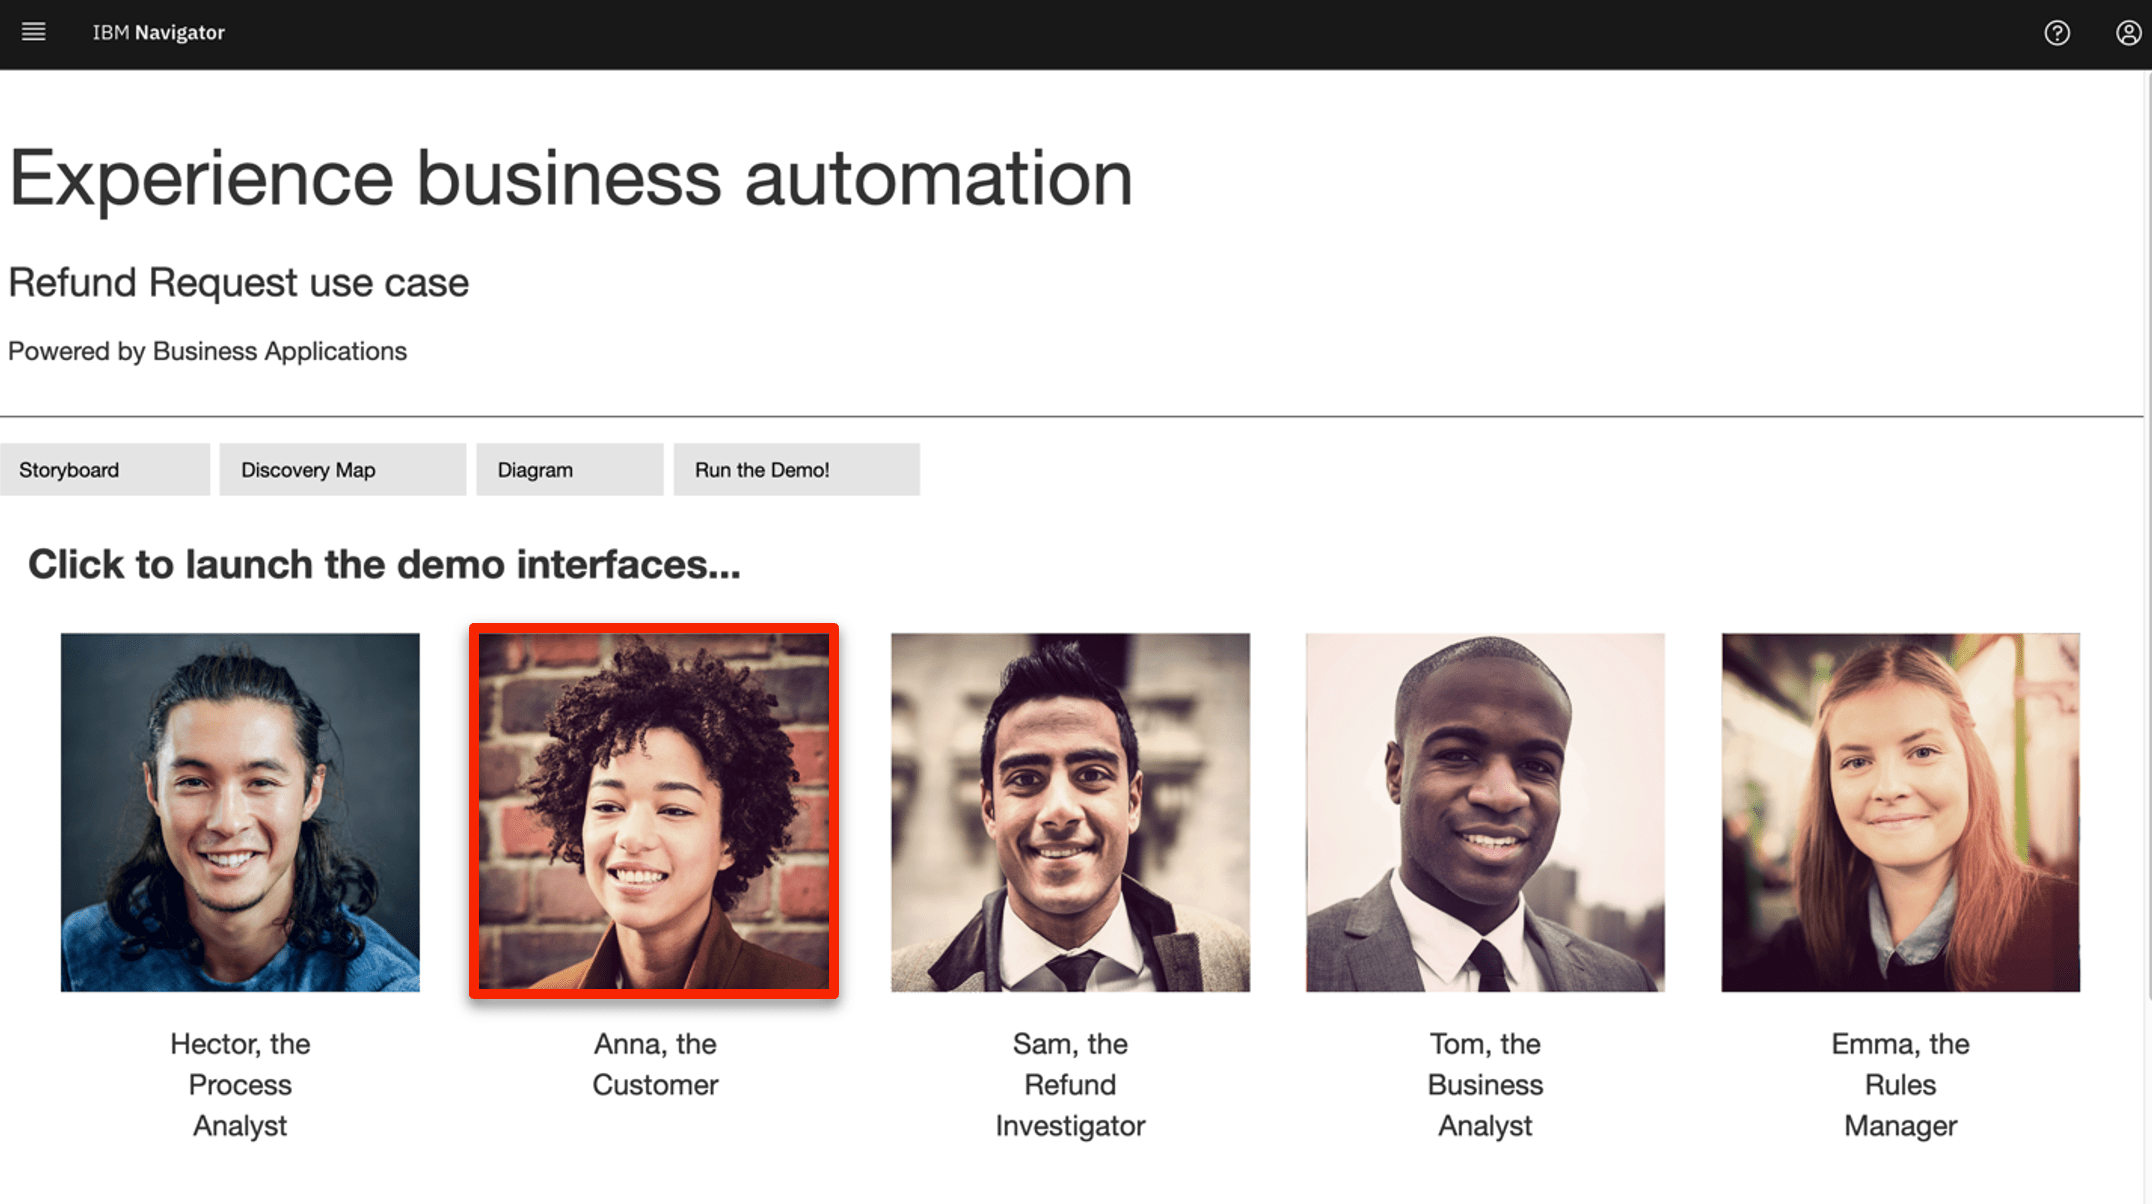 IBM Navigator
Experience business automation
Refund Request use case
Powered by Business Applications
Storyboard
Discovery Map
Diagram
Run the Demo!
Click to launch the demo interfaces...
Hector, the
Process
Analyst
Anna, the
Customer
Sam, the
Refund
Investigator
Tom, the
Business
Analyst
Emma, the
Rules
Manager